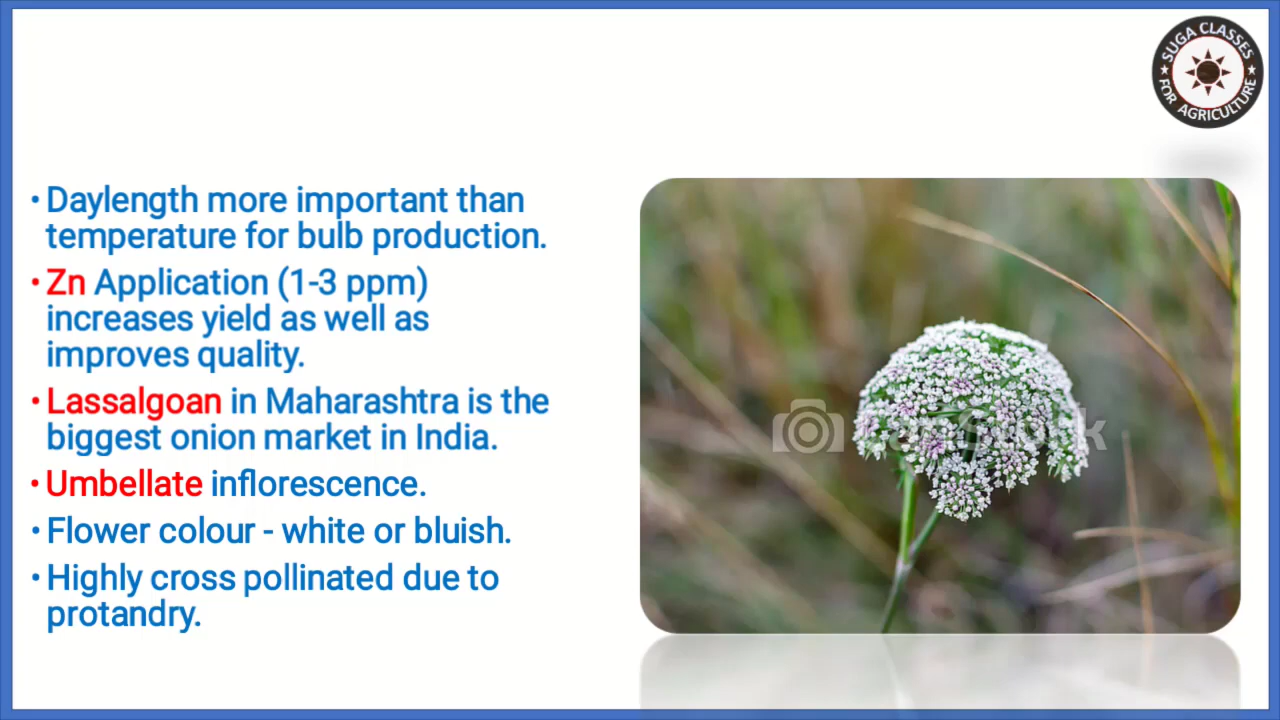 SUGA CLASSES
FOR AGRICULTURE
• Daylength more important than
temperature for bulb production.
• Zn Application (1-3 ppm)
increases yield as well as
improves quality.
• Lassalgoan in Maharashtra is the
biggest onion market in India.
• Umbellate inflorescence.
• Flower colour - white or bluish.
• Highly cross pollinated due to
protandry.